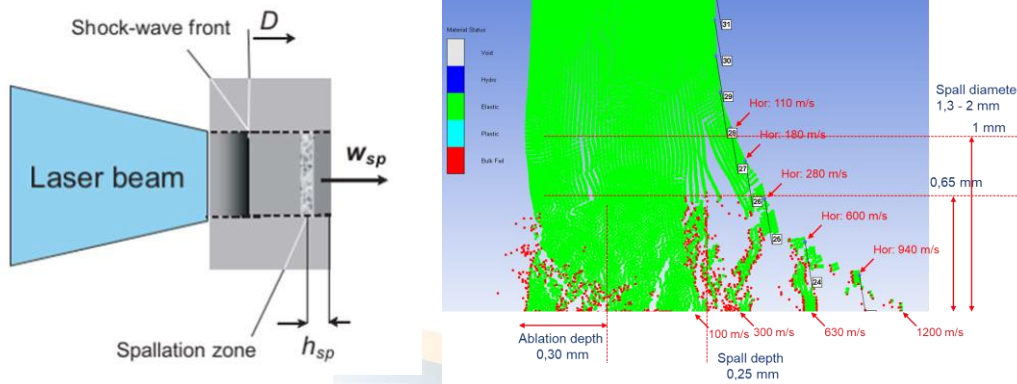 Shock-wave front
D
Laser beam
w_sp
Spallation zone
h_sp
Material Status
Void
Hydro
Elastic
Plastic
Bulk Fail
31
30
29
28
27
26
25
24
Hor: 110 m/s
Hor: 180 m/s
Hor: 280 m/s
Hor: 600 m/s
Hor: 940 m/s
Spall diamete
1,3 - 2 mm
1 mm
0,65 mm
Ablation depth
0,30 mm
100 m/s
300 m/s
630 m/s
1200 m/s
Spall depth
0,25 mm